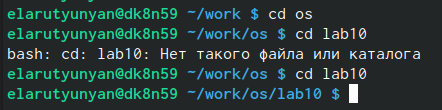 elarutyunyan@dk8n59 ~/work $ cd os
elarutyunyan@dk8n59 ~/work/os $ cd lab10
bash: cd: lab10: Нет такого файла или каталога
elarutyunyan@dk8n59 ~/work/os $ cd lab10
elarutyunyan@dk8n59 ~/work/os/lab10 $